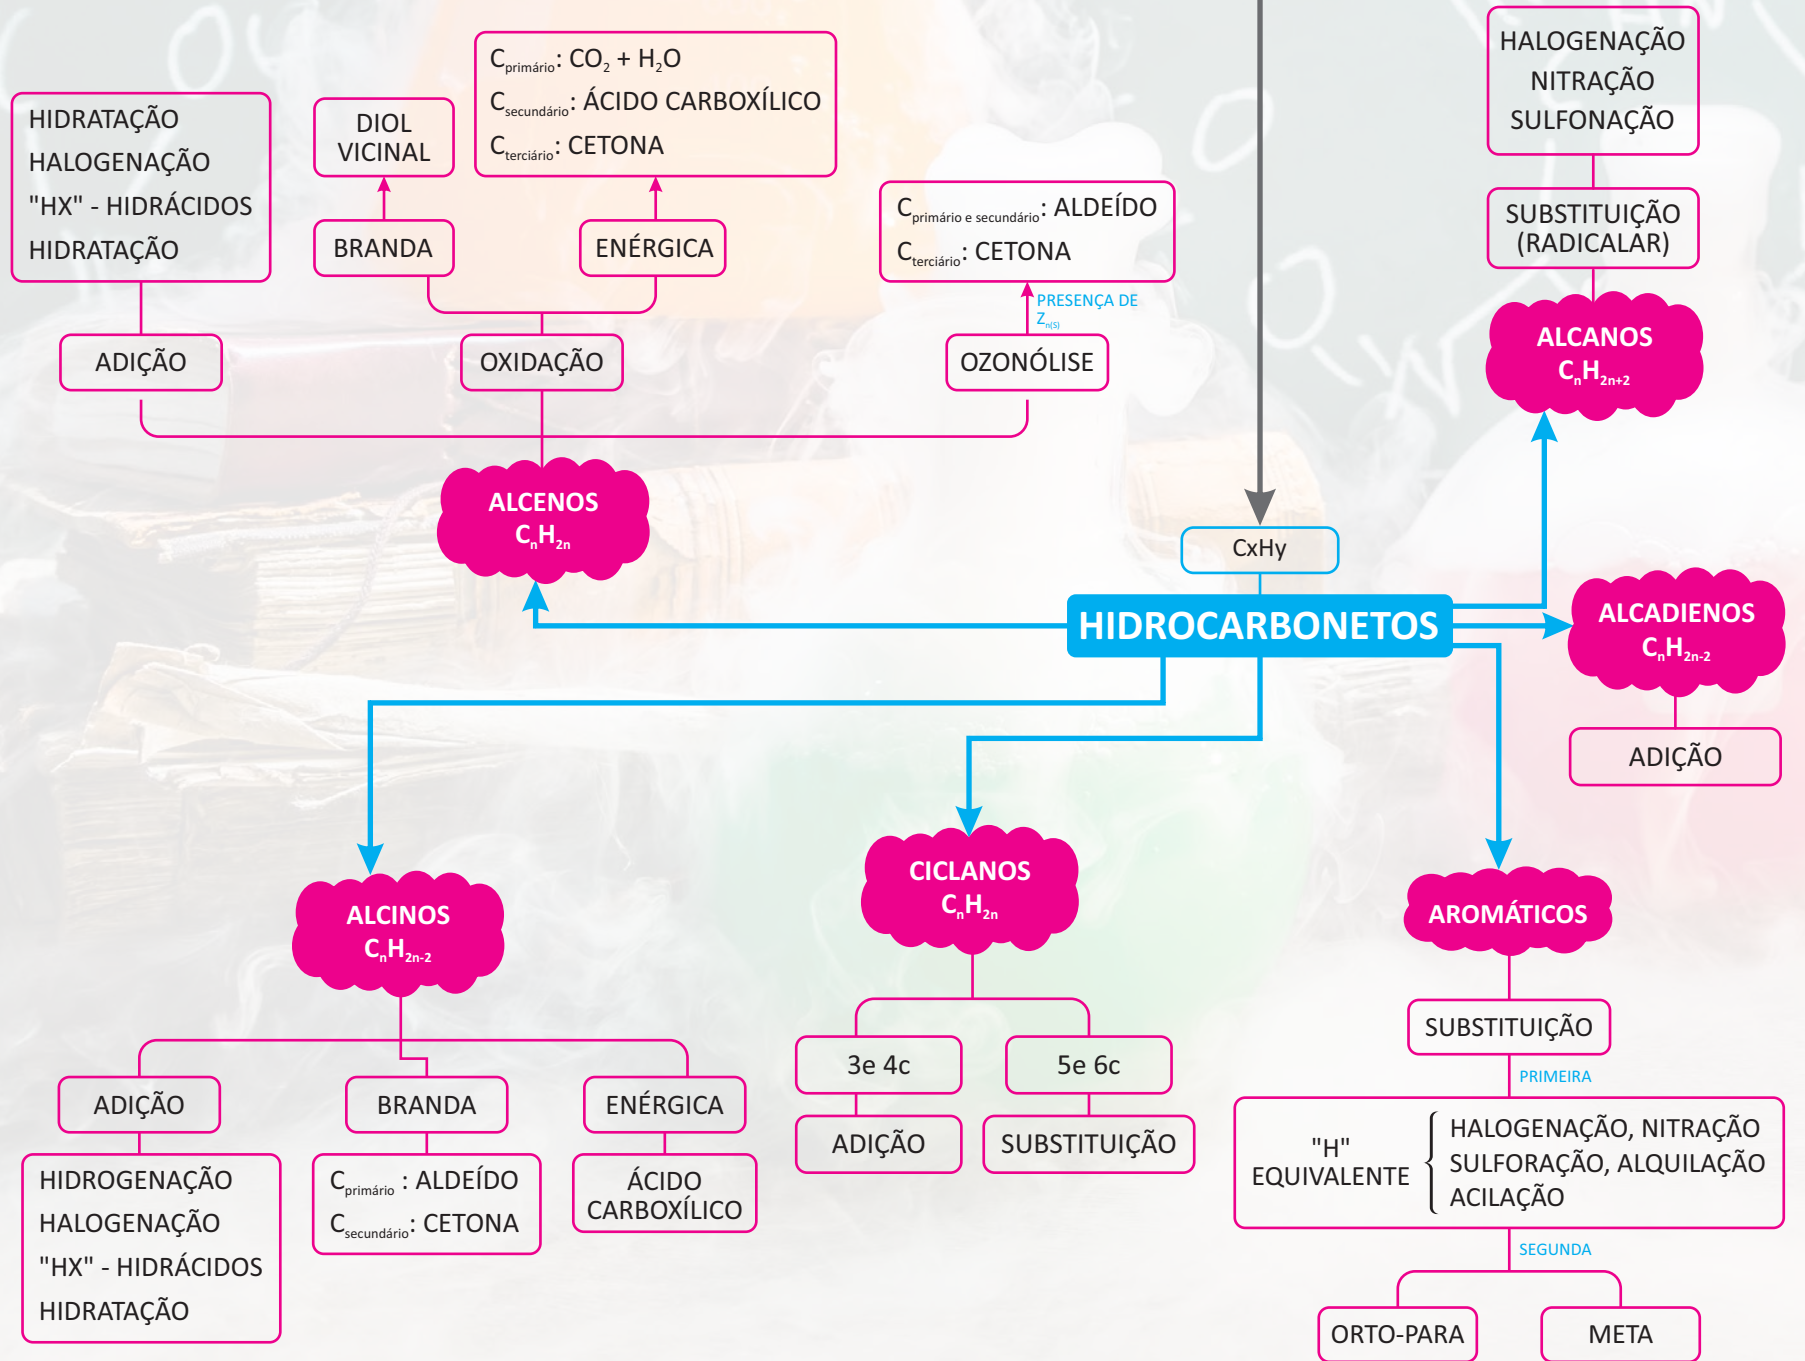 HIDRATAÇÃO
HALOGENAÇÃO
"HX" - HIDRÁCIDOS
HIDRATAÇÃO
ADIÇÃO
DIOL
VICINAL
BRANDA
Cprimário: CO2 + H2O
Csecundário: ÁCIDO CARBOXÍLICO
Cterciário: CETONA
ENÉRGICA
OXIDAÇÃO
Cprimário e secundário: ALDEÍDO
Cterciário: CETONA
PRESENÇA DE
Zn(S)
OZONÓLISE
ALCENOS
CnH2n
HALOGENAÇÃO
NITRAÇÃO
SULFONAÇÃO
SUBSTITUIÇÃO
(RADICALAR)
ALCANOS
CnH2n+2
CxHy
HIDROCARBONETOS
ALCADIENOS
CnH2n-2
ADIÇÃO
ALCINOS
CnH2n-2
ADIÇÃO
HIDROGENAÇÃO
HALOGENAÇÃO
"HX" - HIDRÁCIDOS
HIDRATAÇÃO
BRANDA
Cprimário : ALDEÍDO
Csecundário: CETONA
ENÉRGICA
ÁCIDO
CARBOXÍLICO
CICLANOS
CnH2n
3e 4c
ADIÇÃO
5e 6c
SUBSTITUIÇÃO
AROMÁTICOS
SUBSTITUIÇÃO
PRIMEIRA
"H"
EQUIVALENTE
HALOGENAÇÃO, NITRAÇÃO
SULFORAÇÃO, ALQUILAÇÃO
ACILAÇÃO
SEGUNDA
ORTO-PARA
META